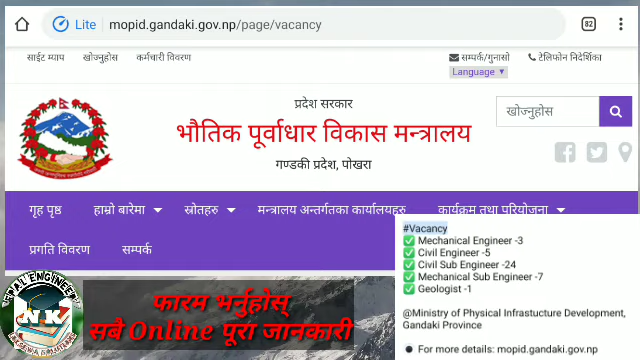 Lite mopid.gandaki.gov.np/page/vacancy 82
साईट म्याप खोज्नुहोस कर्मचारी विवरण सम्पर्क/गुनासो टेलिफोन निर्देशिका
Language ▼
प्रदेश सरकार
भौतिक पूर्वाधार विकास मन्त्रालय
गण्डकी प्रदेश, पोखरा
खोज्नुहोस
गृह पृष्ठ हाम्रो बारेमा स्रोतहरु मन्त्रालय अन्तर्गतका कार्यालयहरु कार्यक्रम तथा परियोजना
प्रगति विवरण सम्पर्क
#Vacancy
✅ Mechanical Engineer -3
✅ Civil Engineer -5
✅ Civil Sub Engineer -24
✅ Mechanical Sub Engineer -7
✅ Geologist -1
@Ministry of Physical Infrastucture Development,
Gandaki Province
For more details: mopid.gandaki.gov.np
NK
फारम भर्नुहोस्
सबै Online पूरा जानकारी